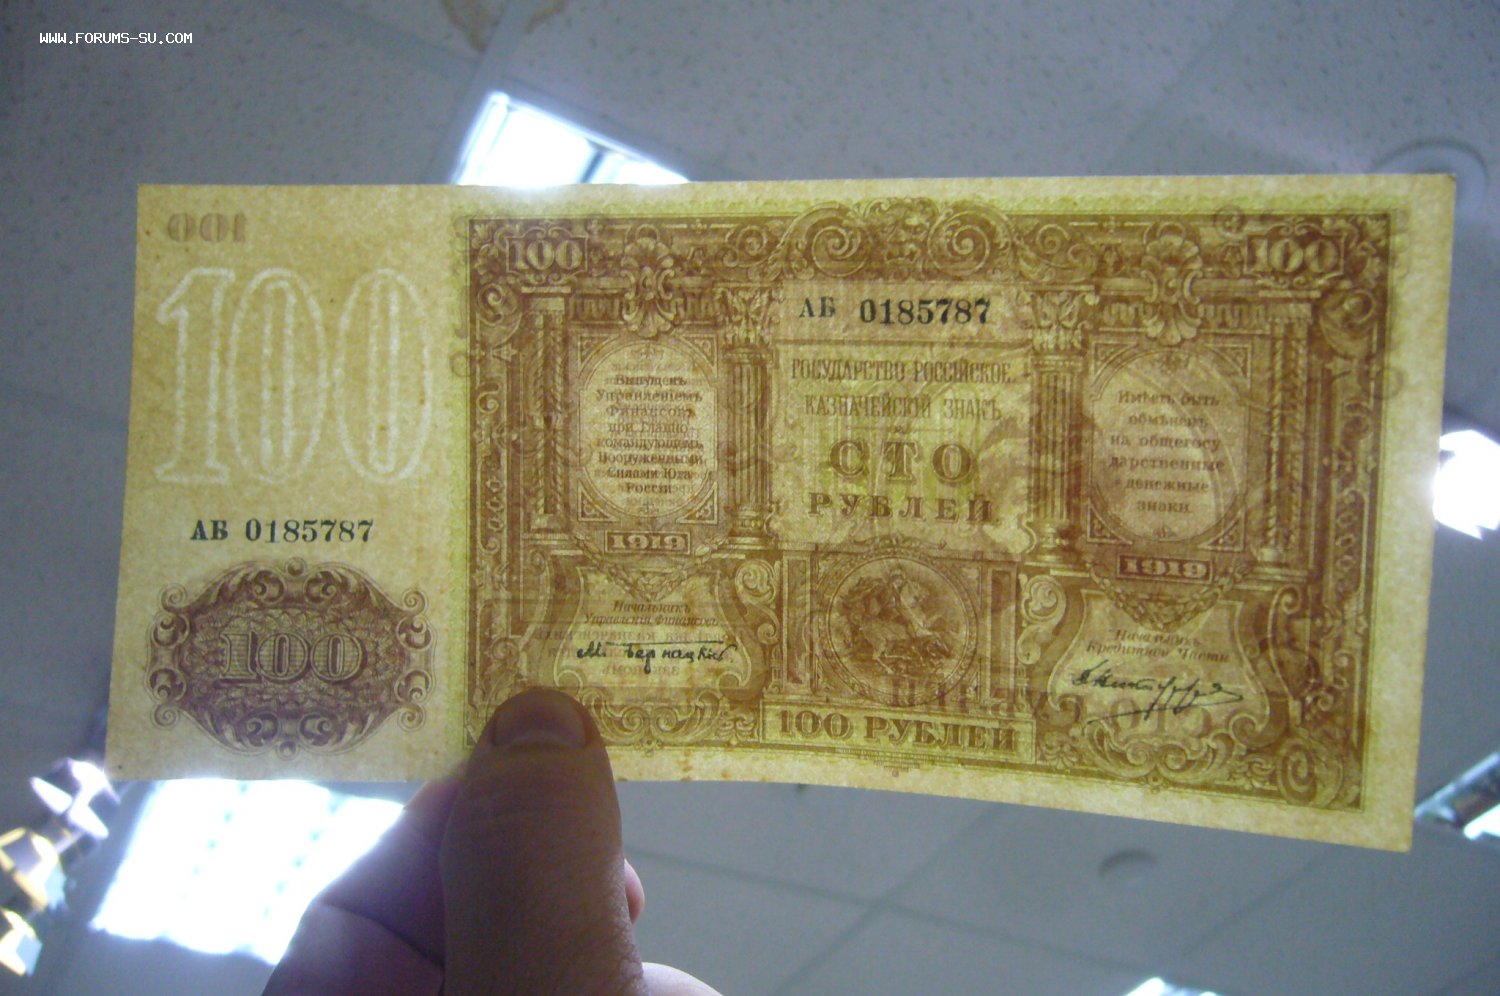 WWW.FORUMS-SU.COM
100
100
АБ 0185787
100
100
100
АБ 0185787
ГОСУДАРСТВО РОССІЙСКОЕ.
КАЗНАЧЕЙСКІЙ ЗНАКЪ
СТО
РУБЛЕЙ
Выпущенъ
Управленіемъ
Финансовъ
при Главно
командующемъ
Вооруженными
Силами Юга
Россіи
1919
Имѣетъ быть
обмѣненъ
на общегосу
дарственные
денежные
знаки
1919
Начальникъ
Управленія Финансовъ
М. Бернацкій
Начальникъ
Кредитной Части
100 РУБЛЕЙ